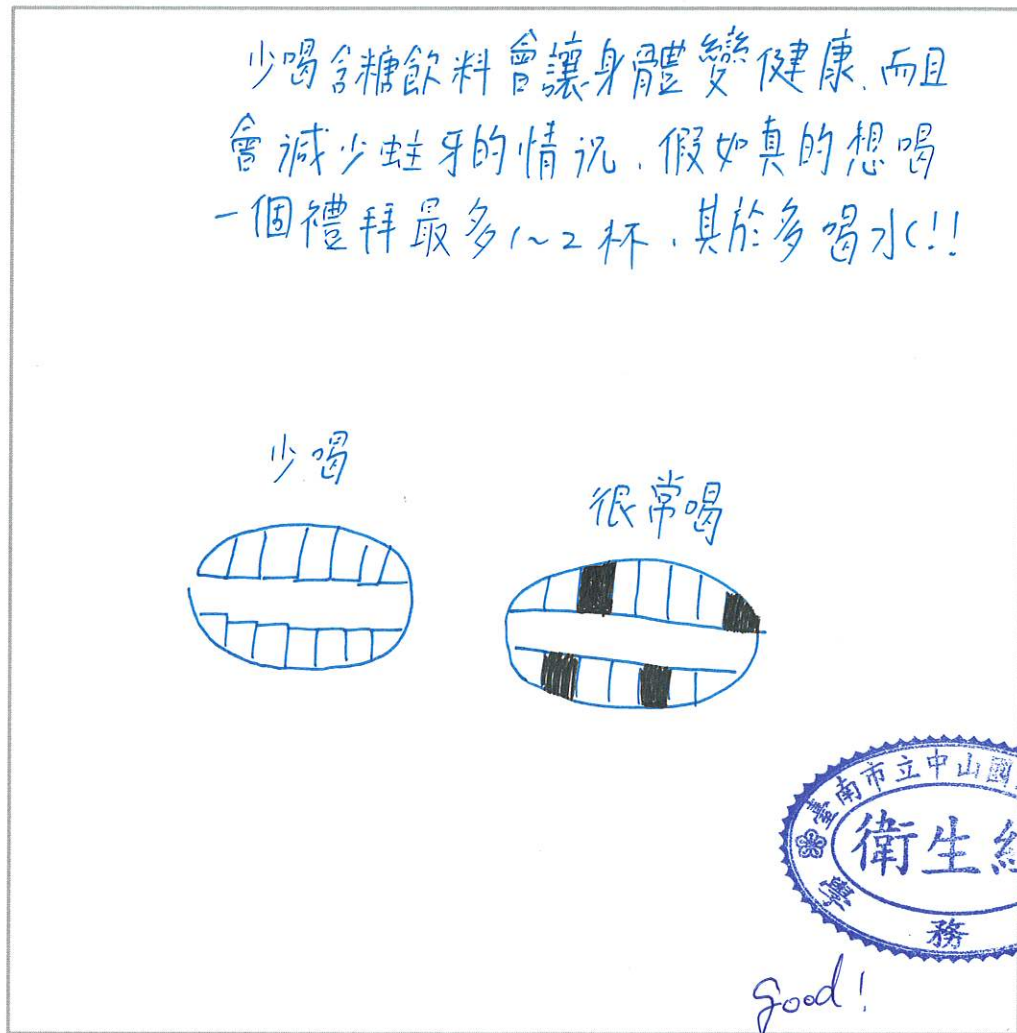 少喝含糖飲料會讓身體變健康.而且
會減少蛀牙的情況.假如真的想喝
一個禮拜最多1~2杯.其於多喝水(!!
少喝
很常喝
臺南市立中山國
衛生組
學務
good!